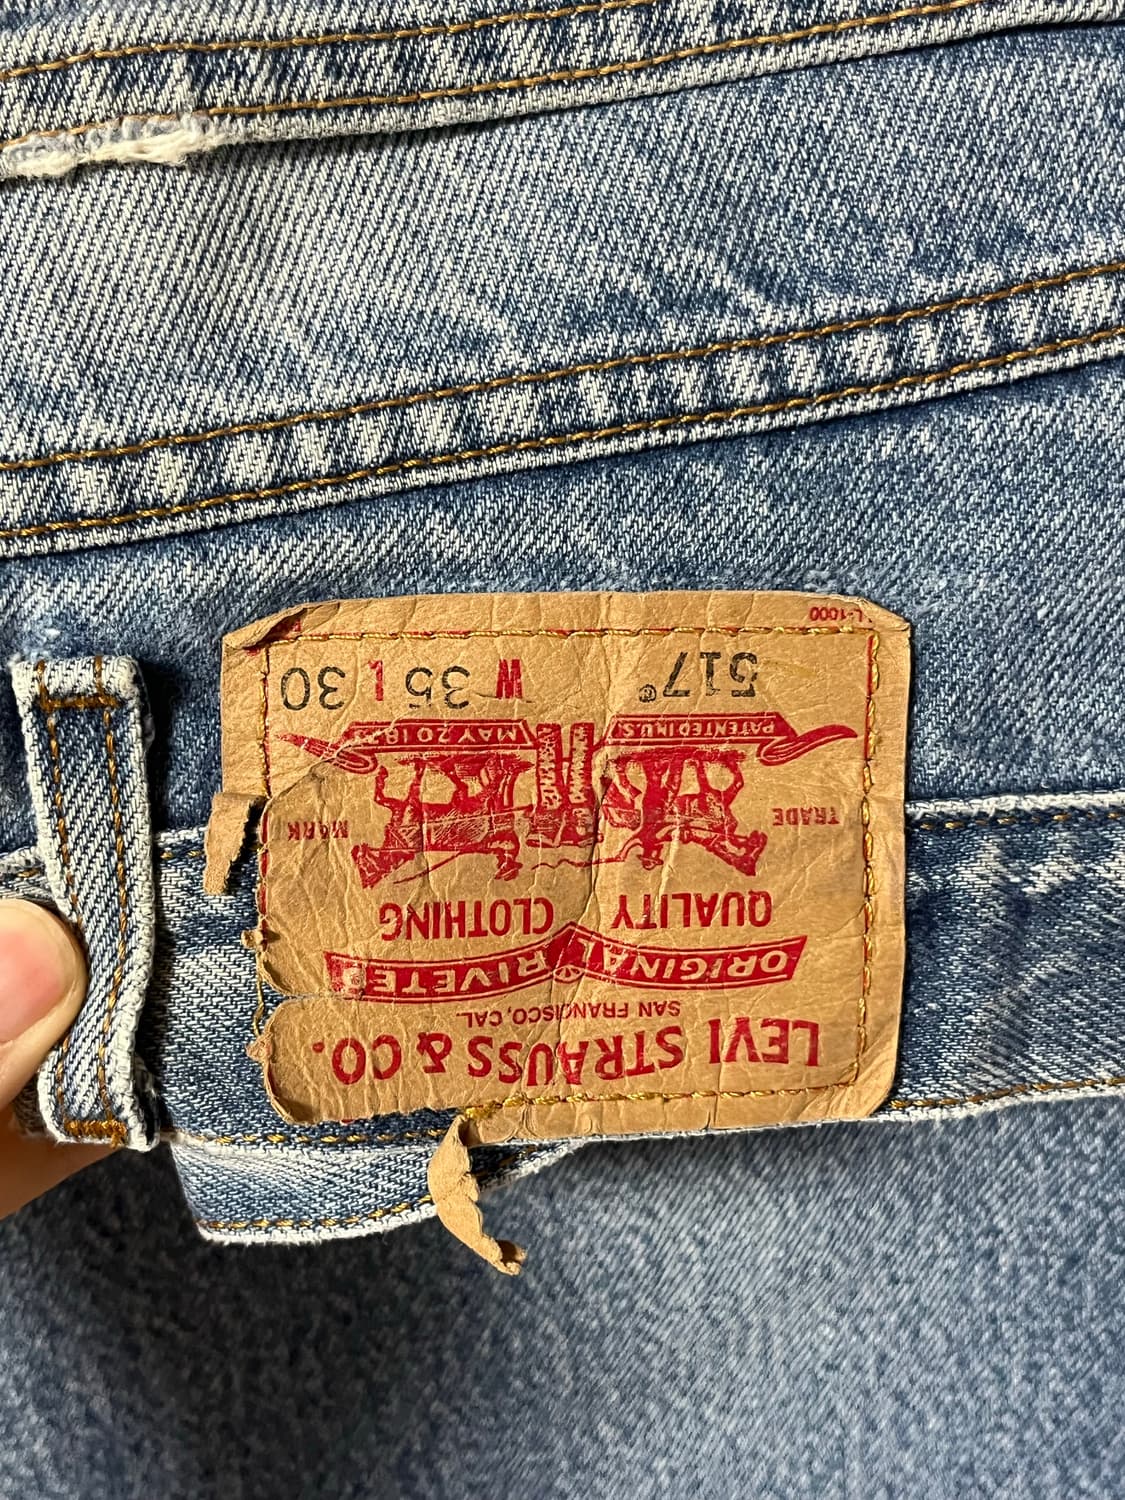 LEVI STRAUSS & CO.
SAN FRANCISCO, CAL.
ORIGINAL RIVETED
QUALITY CLOTHING
TRADE MARK
PATENTED IN U.S. MAY 20 1873
517® W 35 L 30
L-1000